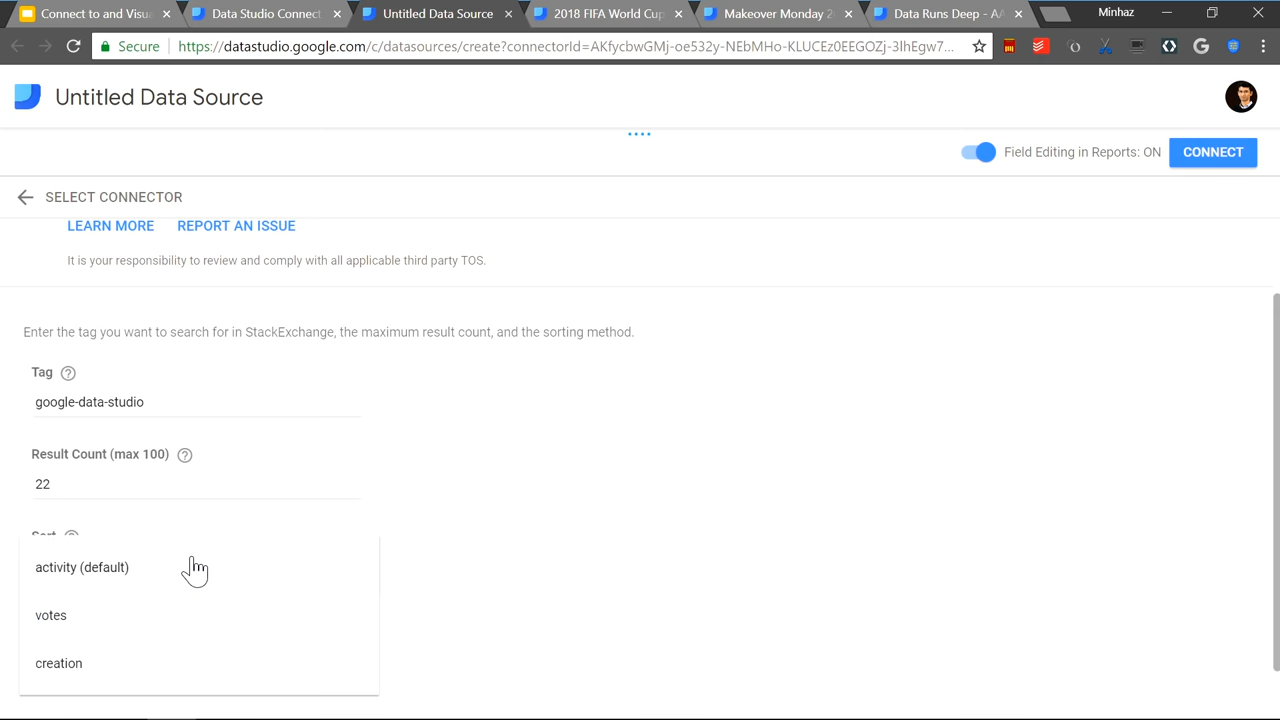 Connect to and Visu
Data Studio Connect
Untitled Data Source
2018 FIFA World Cup
Makeover Monday 2
Data Runs Deep - AA
Minhaz
Secure
https://datastudio.google.com/c/datasources/create?connectorId=AKfycbwGMj-oe532y-NEbMHo-KLUCEz0EEGOZj-3IhEgw7...
Untitled Data Source
Field Editing in Reports: ON
CONNECT
SELECT CONNECTOR
LEARN MORE
REPORT AN ISSUE
It is your responsibility to review and comply with all applicable third party TOS.
Enter the tag you want to search for in StackExchange, the maximum result count, and the sorting method.
Tag
google-data-studio
Result Count (max 100)
22
Sort
activity (default)
votes
creation